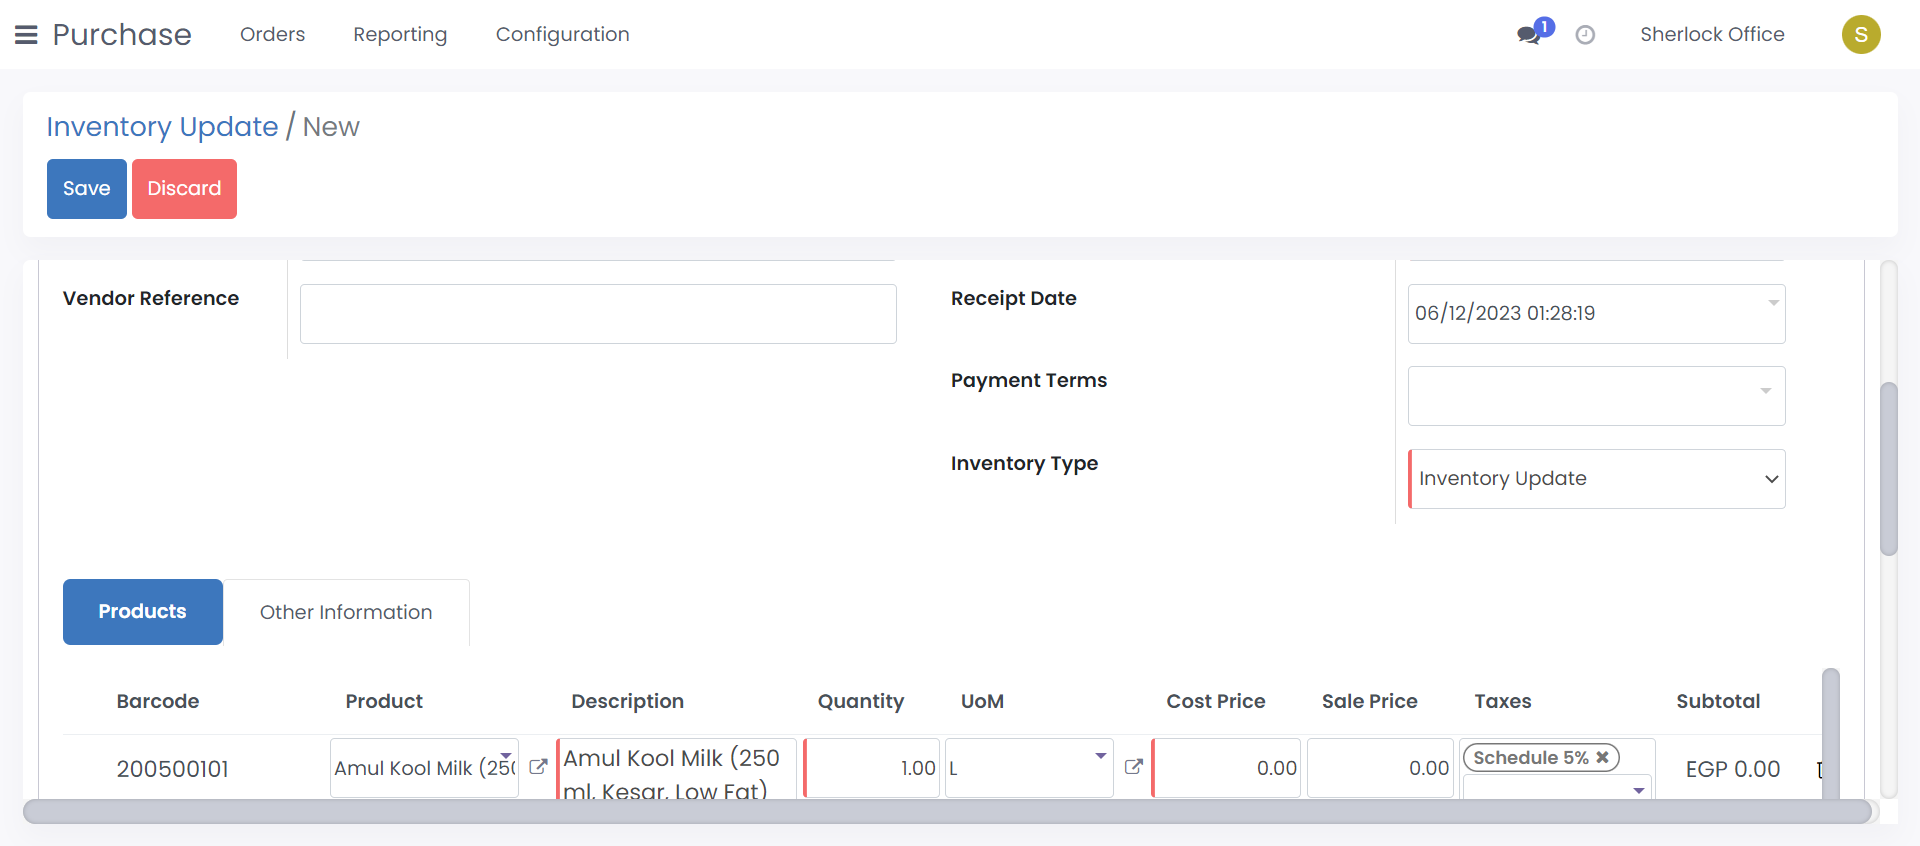 Purchase Orders Reporting Configuration 1 Sherlock Office S
Inventory Update / New
Save Discard
Vendor Reference Receipt Date 06/12/2023 01:28:19
Payment Terms
Inventory Type Inventory Update
Products Other Information
Barcode Product Description Quantity UoM Cost Price Sale Price Taxes Subtotal
200500101 Amul Kool Milk (250 Amul Kool Milk (250 1.00 L 0.00 0.00 Schedule 5% EGP 0.00
ml, Kesar, Low Fat)